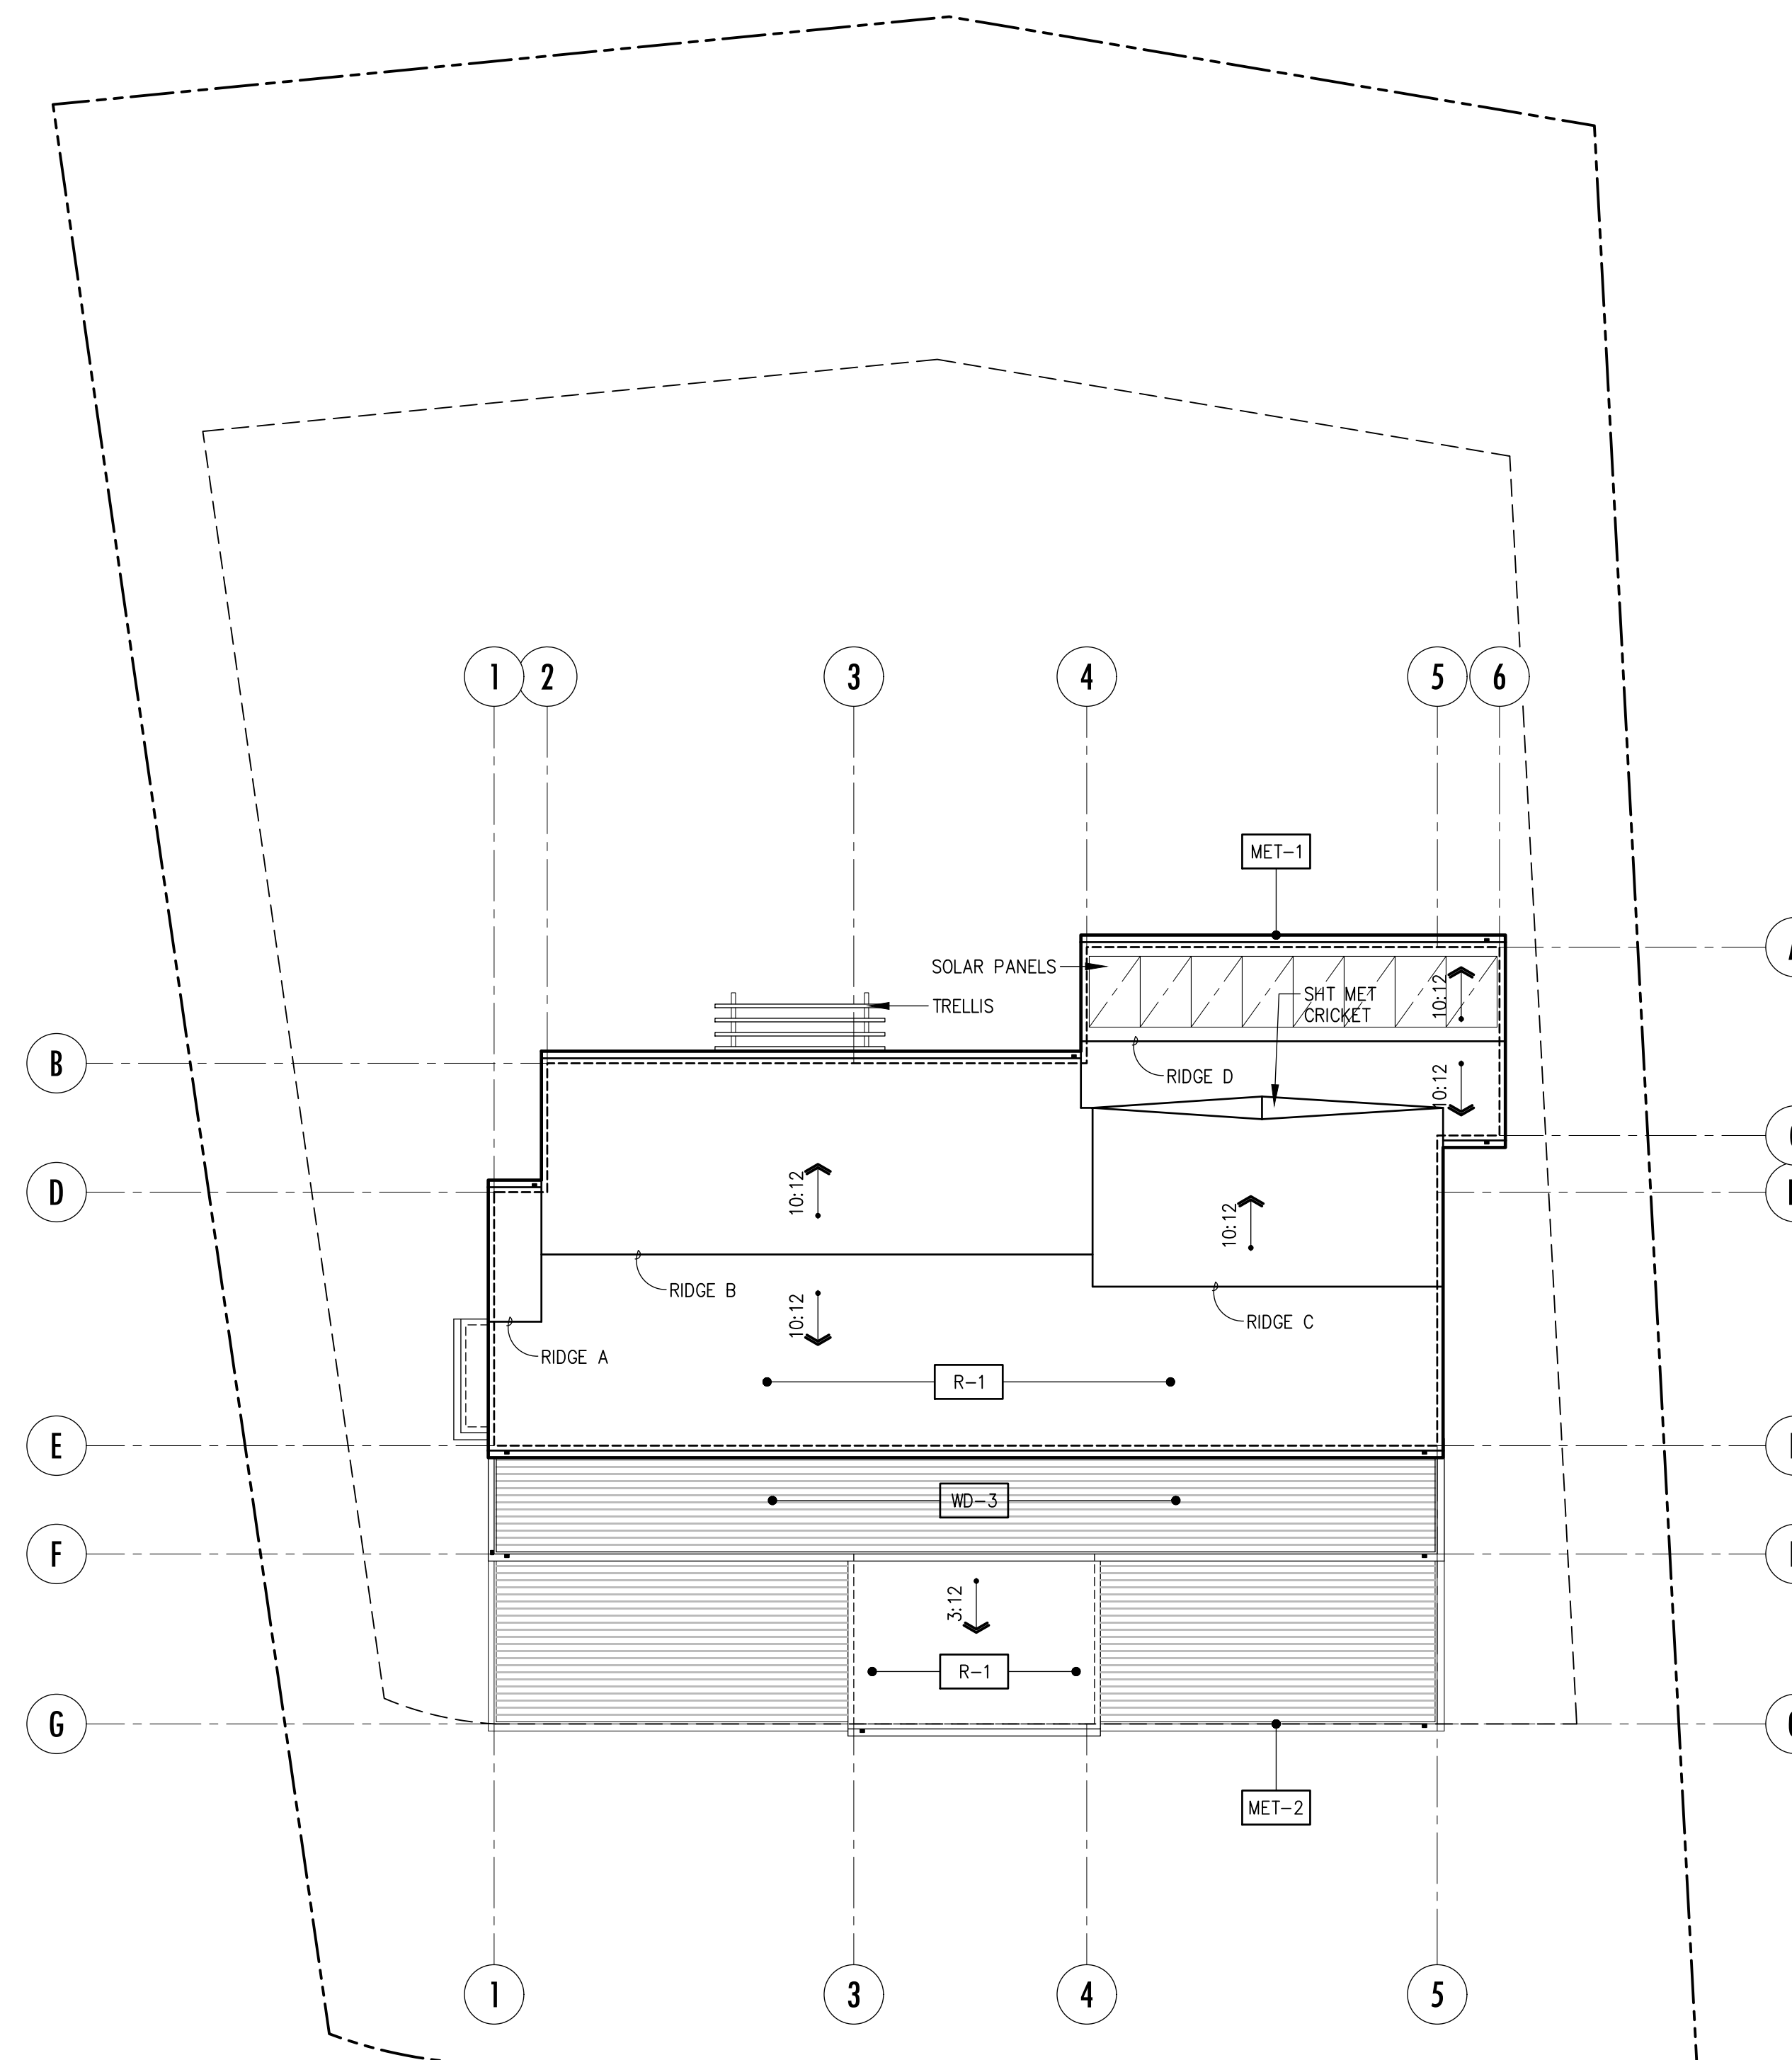 1 2 3 4 5 6
MET-1
A
SOLAR PANELS
10:12
SHT MET
CRICKET
TRELLIS
B
RIDGE D
10:12
C
D
10:12
10:12
RIDGE B
10:12
RIDGE C
RIDGE A
R-1
E
WD-3
F
3:12
R-1
G
MET-2
1 3 4 5